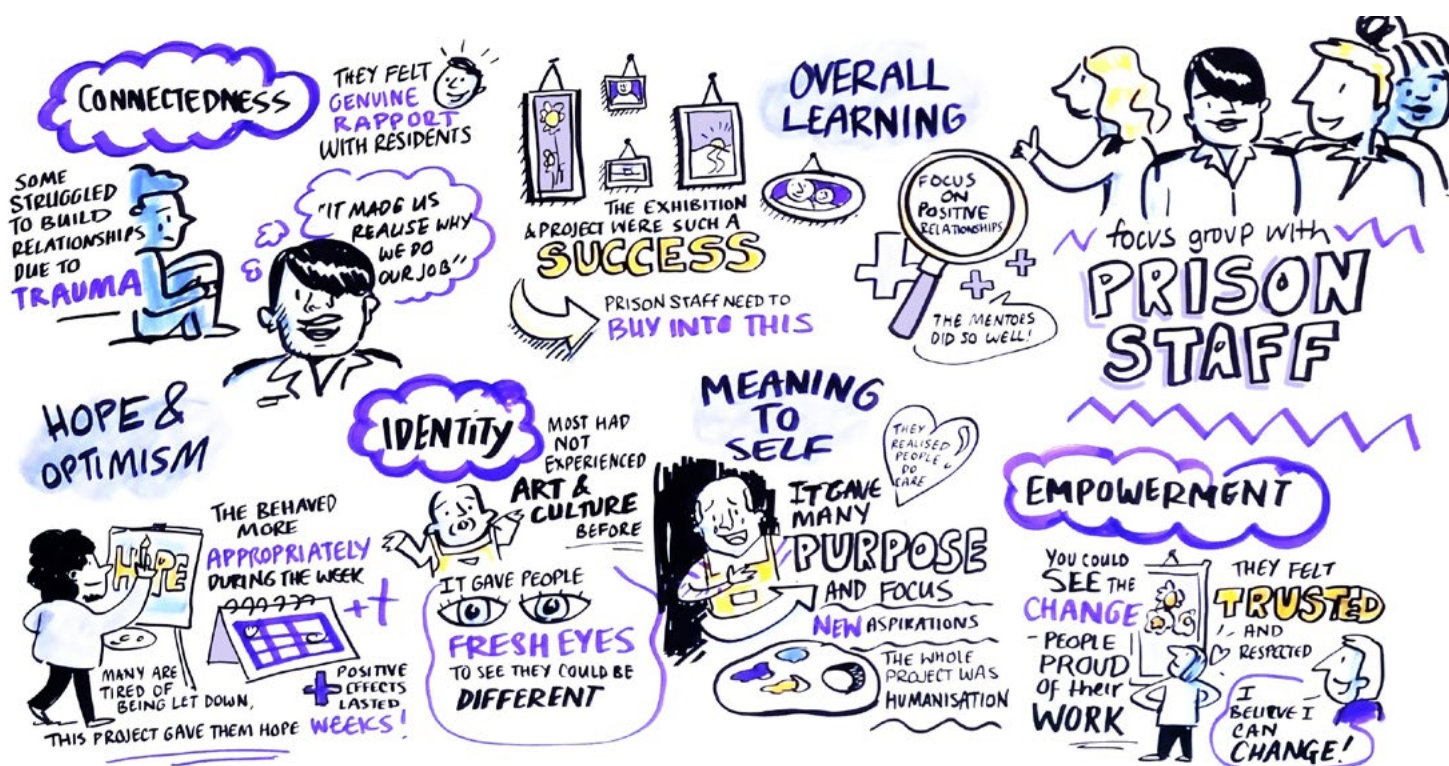 CONNECTEDNESS
THEY FELT
GENUINE
RAPPORT
WITH RESIDENTS
SOME
STRUGGLED
TO BUILD
RELATIONSHIPS
DUE TO
TRAUMA
"IT MADE US
REALISE WHY
WE DO
OUR JOB"
THE EXHIBITION
& PROJECT WERE SUCH A
SUCCESS
PRISON STAFF NEED TO
BUY INTO THIS
OVERALL
LEARNING
FOCUS
ON
POSITIVE
RELATIONSHIPS
THE MENTORS
DID SO WELL!
focus group with
PRISON
STAFF
HOPE &
OPTIMISM
HOPE
THE BEHAVED
MORE
APPROPRIATELY
DURING THE WEEK
+ POSITIVE
EFFECTS
LASTED
WEEKS!
MANY ARE
TIRED OF
BEING LET DOWN,
THIS PROJECT GAVE THEM HOPE
IDENTITY
MOST HAD
NOT
EXPERIENCED
ART &
CULTURE
BEFORE
IT GAVE PEOPLE
FRESH EYES
TO SEE THEY COULD BE
DIFFERENT
MEANING
TO
SELF
THEY
REALISED
PEOPLE
DO
CARE
IT GAVE
MANY
PURPOSE
AND FOCUS
NEW ASPIRATIONS
THE WHOLE
PROJECT WAS
HUMANISATION
EMPOWERMENT
YOU COULD
SEE THE
CHANGE
- PEOPLE
PROUD
OF their
WORK
THEY FELT
TRUSTED
AND
RESPECTED
I
BELIEVE I
CAN
CHANGE!